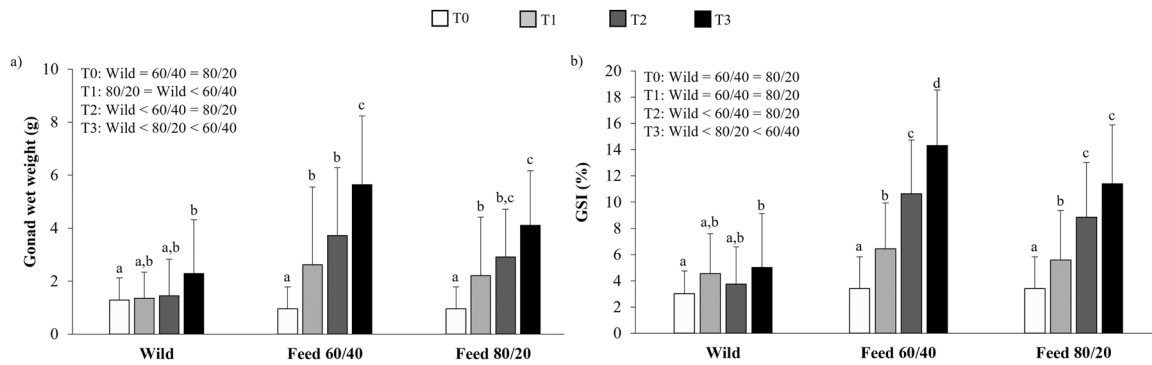 T0 T1 T2 T3
a)
T0: Wild = 60/40 = 80/20
T1: 80/20 = Wild < 60/40
T2: Wild < 60/40 = 80/20
T3: Wild < 80/20 < 60/40
Gonad wet weight (g)
10
8
6
4
2
0
a a,b a,b b
a b b c
a b b,c c
Wild Feed 60/40 Feed 80/20
b)
T0: Wild = 60/40 = 80/20
T1: Wild = 60/40 = 80/20
T2: Wild < 60/40 = 80/20
T3: Wild < 80/20 < 60/40
GSI (%)
20
18
16
14
12
10
8
6
4
2
0
a a,b a,b b
a b c d
a b c c
Wild Feed 60/40 Feed 80/20